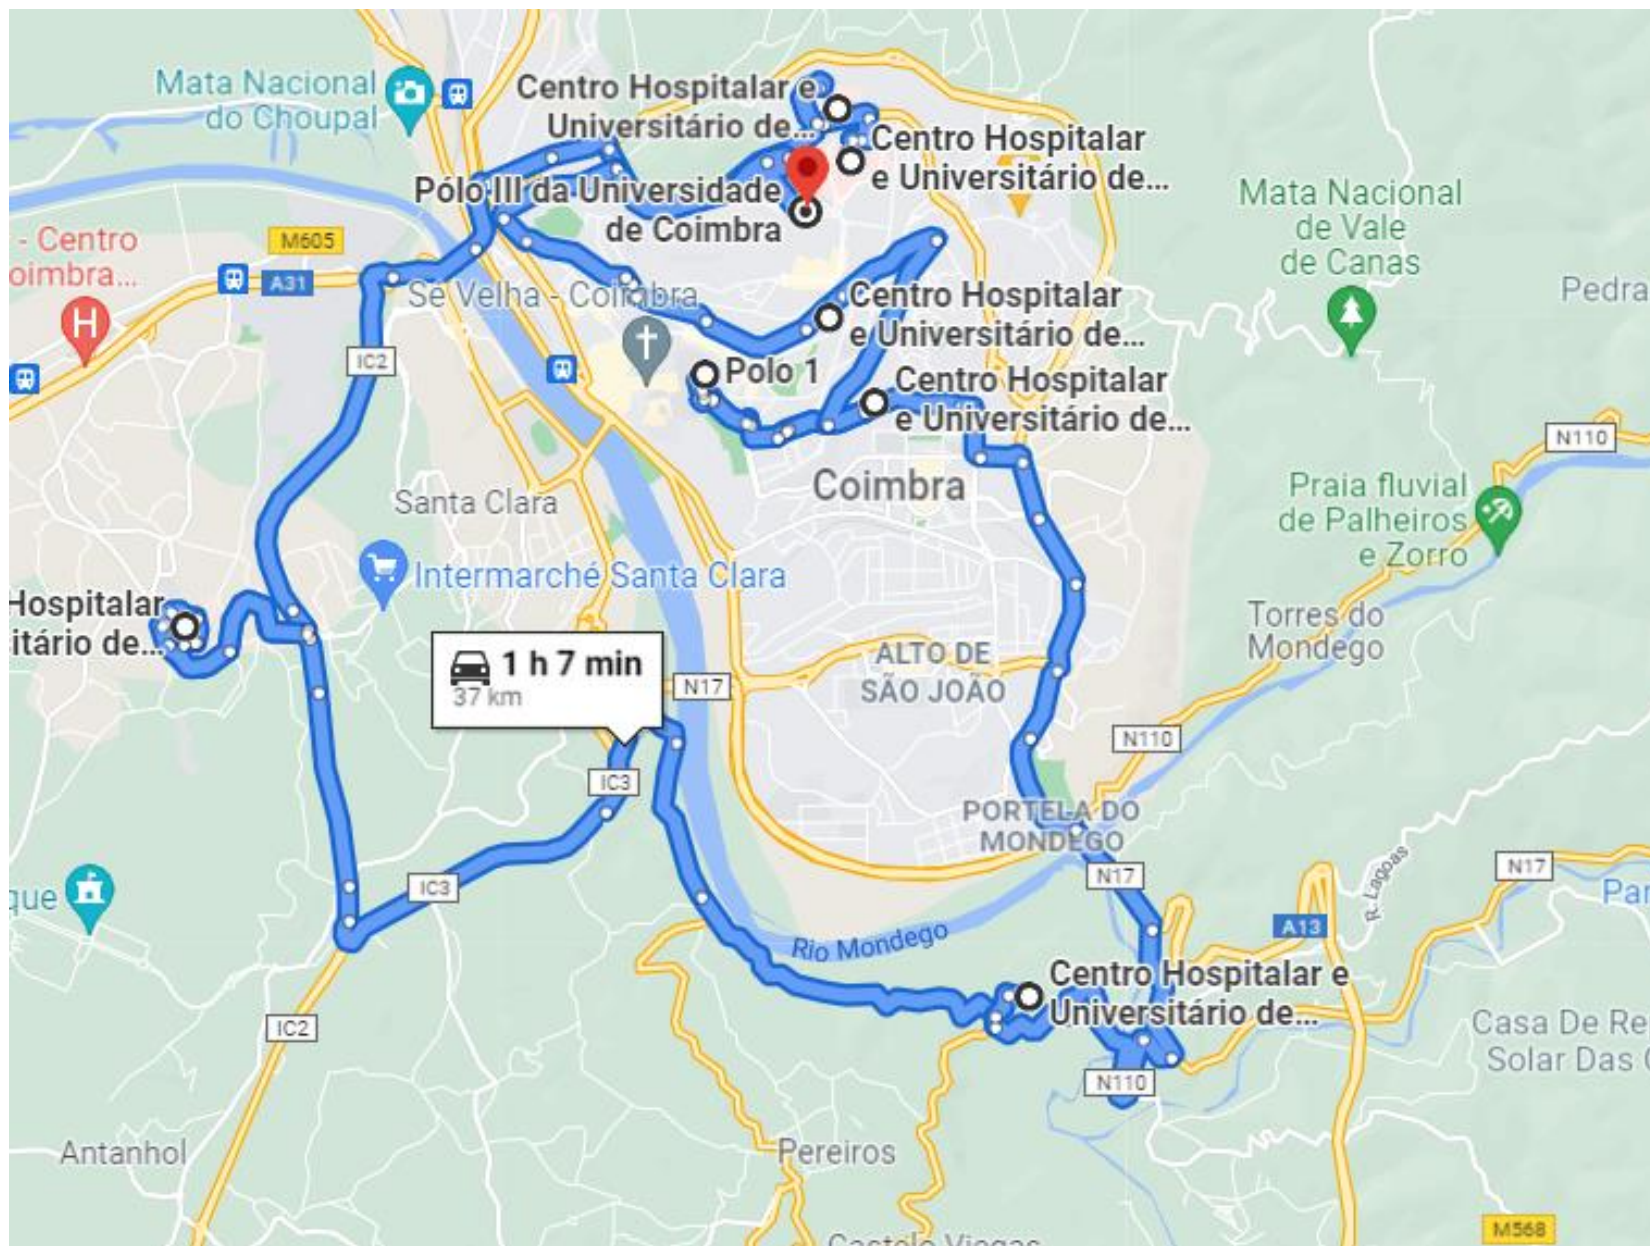 Mata Nacional
do Choupal
Centro Hospitalar e
Universitário de...
Centro Hospitalar
e Universitário de...
Pólo III da Universidade
de Coimbra
Mata Nacional
de Vale
de Canas
- Centro
oimbra...
M605
A31
H
Sé Velha - Coimbra
Pedra
Centro Hospitalar
e Universitário de...
IC2
Polo 1
Centro Hospitalar
e Universitário de...
N110
Coimbra
Santa Clara
Praia fluvial
de Palheiros
e Zorro
Intermarché Santa Clara
Hospitalar
sitário de...
Torres do
Mondego
1 h 7 min
37 km
N17
ALTO DE
SÃO JOÃO
N110
IC3
PORTELA DO
MONDEGO
IC3
N17
R. Lagoas
N17
que
Par
A13
Rio Mondego
Centro Hospitalar e
Universitário de...
IC2
Casa De Re
Solar Das
N110
Antanhol
Pereiros
M568
Castelo Viegas